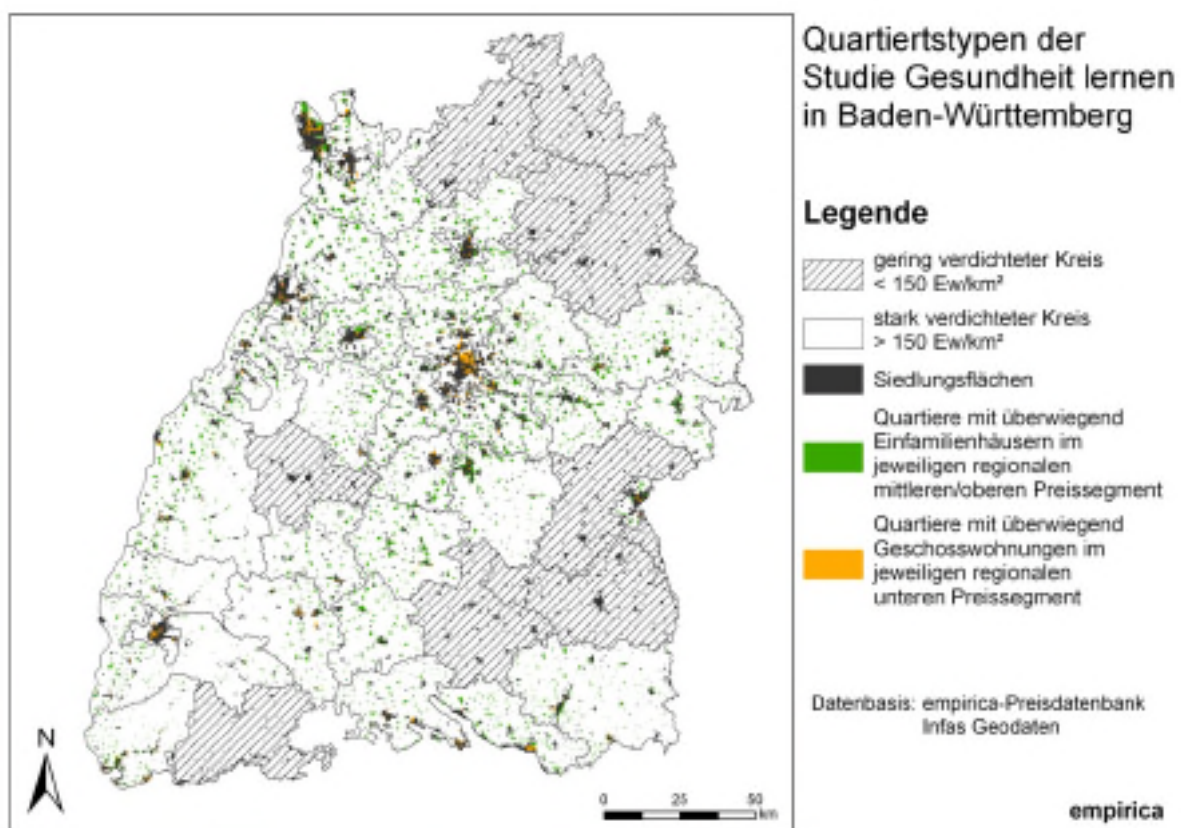 Quartiertstypen der
Studie Gesundheit lernen
in Baden-Württemberg
Legende
gering verdichteter Kreis
< 150 Ew/km²
stark verdichteter Kreis
> 150 Ew/km²
Siedlungsflächen
Quartiere mit überwiegend
Einfamilienhäusern im
jeweiligen regionalen
mittleren/oberen Preissegment
Quartiere mit überwiegend
Geschosswohnungen im
jeweiligen regionalen
unteren Preissegment
Datenbasis: empirica-Preisdatenbank
Infas Geodaten
N
0 25 50
km
empirica